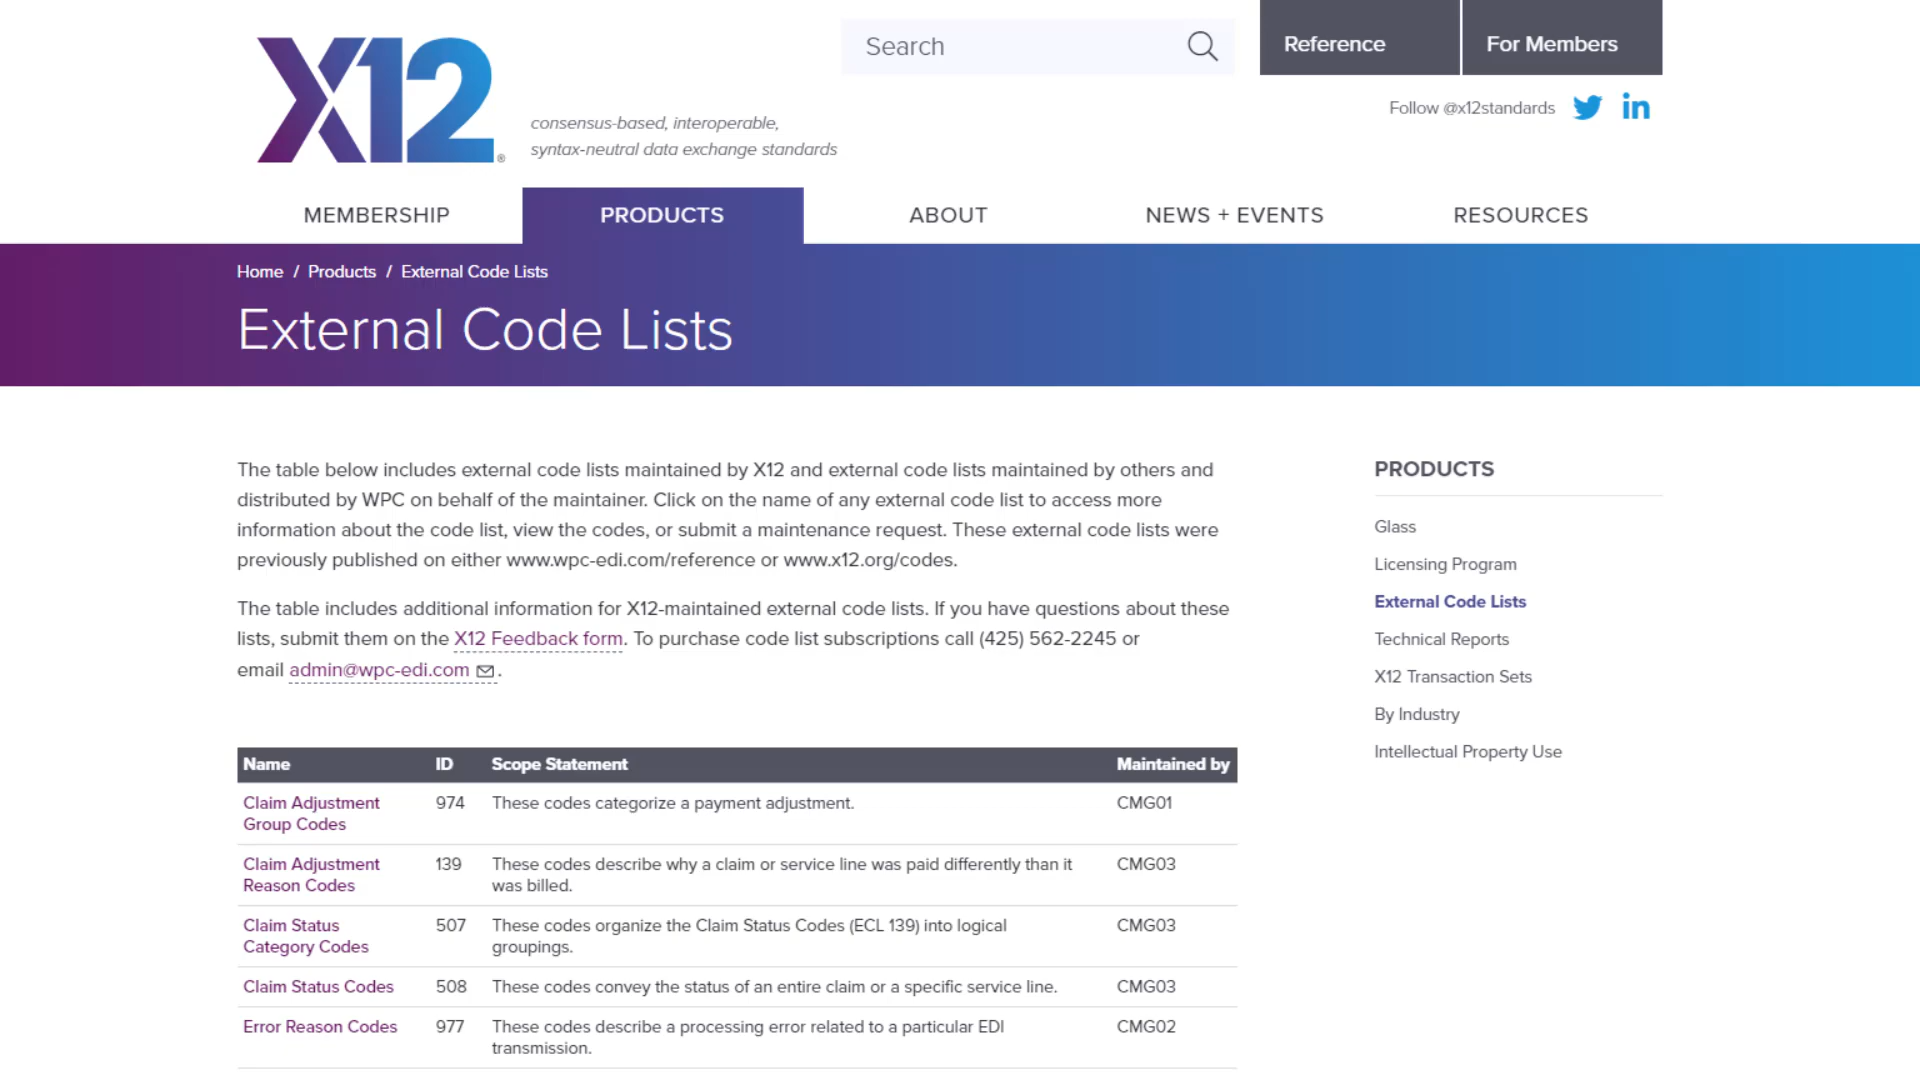 X12®
consensus-based, interoperable,
syntax-neutral data exchange standards
Search
Reference
For Members
Follow @x12standards
MEMBERSHIP
PRODUCTS
ABOUT
NEWS + EVENTS
RESOURCES
Home / Products / External Code Lists
External Code Lists
The table below includes external code lists maintained by X12 and external code lists maintained by others and
distributed by WPC on behalf of the maintainer. Click on the name of any external code list to access more
information about the code list, view the codes, or submit a maintenance request. These external code lists were
previously published on either www.wpc-edi.com/reference or www.x12.org/codes.
The table includes additional information for X12-maintained external code lists. If you have questions about these
lists, submit them on the X12 Feedback form. To purchase code list subscriptions call (425) 562-2245 or
email admin@wpc-edi.com.
Name ID Scope Statement Maintained by
Claim Adjustment 974 These codes categorize a payment adjustment. CMG01
Group Codes
Claim Adjustment 139 These codes describe why a claim or service line was paid differently than it CMG03
Reason Codes was billed.
Claim Status 507 These codes organize the Claim Status Codes (ECL 139) into logical CMG03
Category Codes groupings.
Claim Status Codes 508 These codes convey the status of an entire claim or a specific service line. CMG03
Error Reason Codes 977 These codes describe a processing error related to a particular EDI CMG02
transmission.
PRODUCTS
Glass
Licensing Program
External Code Lists
Technical Reports
X12 Transaction Sets
By Industry
Intellectual Property Use